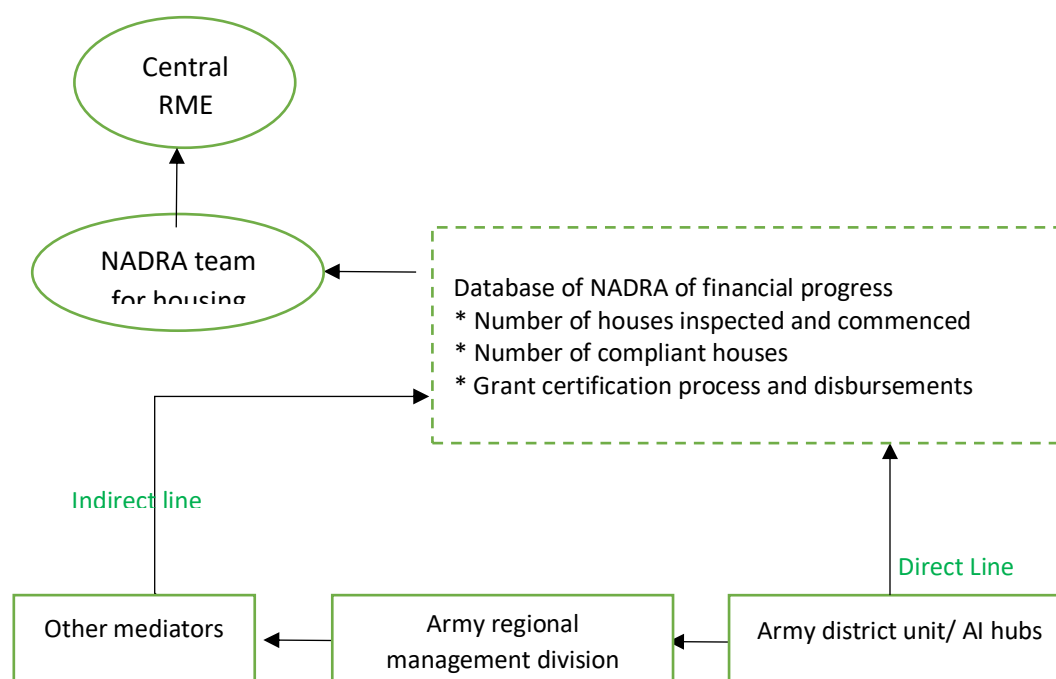 Central
RME
NADRA team
for housing
Database of NADRA of financial progress
* Number of houses inspected and commenced
* Number of compliant houses
* Grant certification process and disbursements
Indirect line
Direct Line
Other mediators
Army regional
management division
Army district unit/ AI hubs